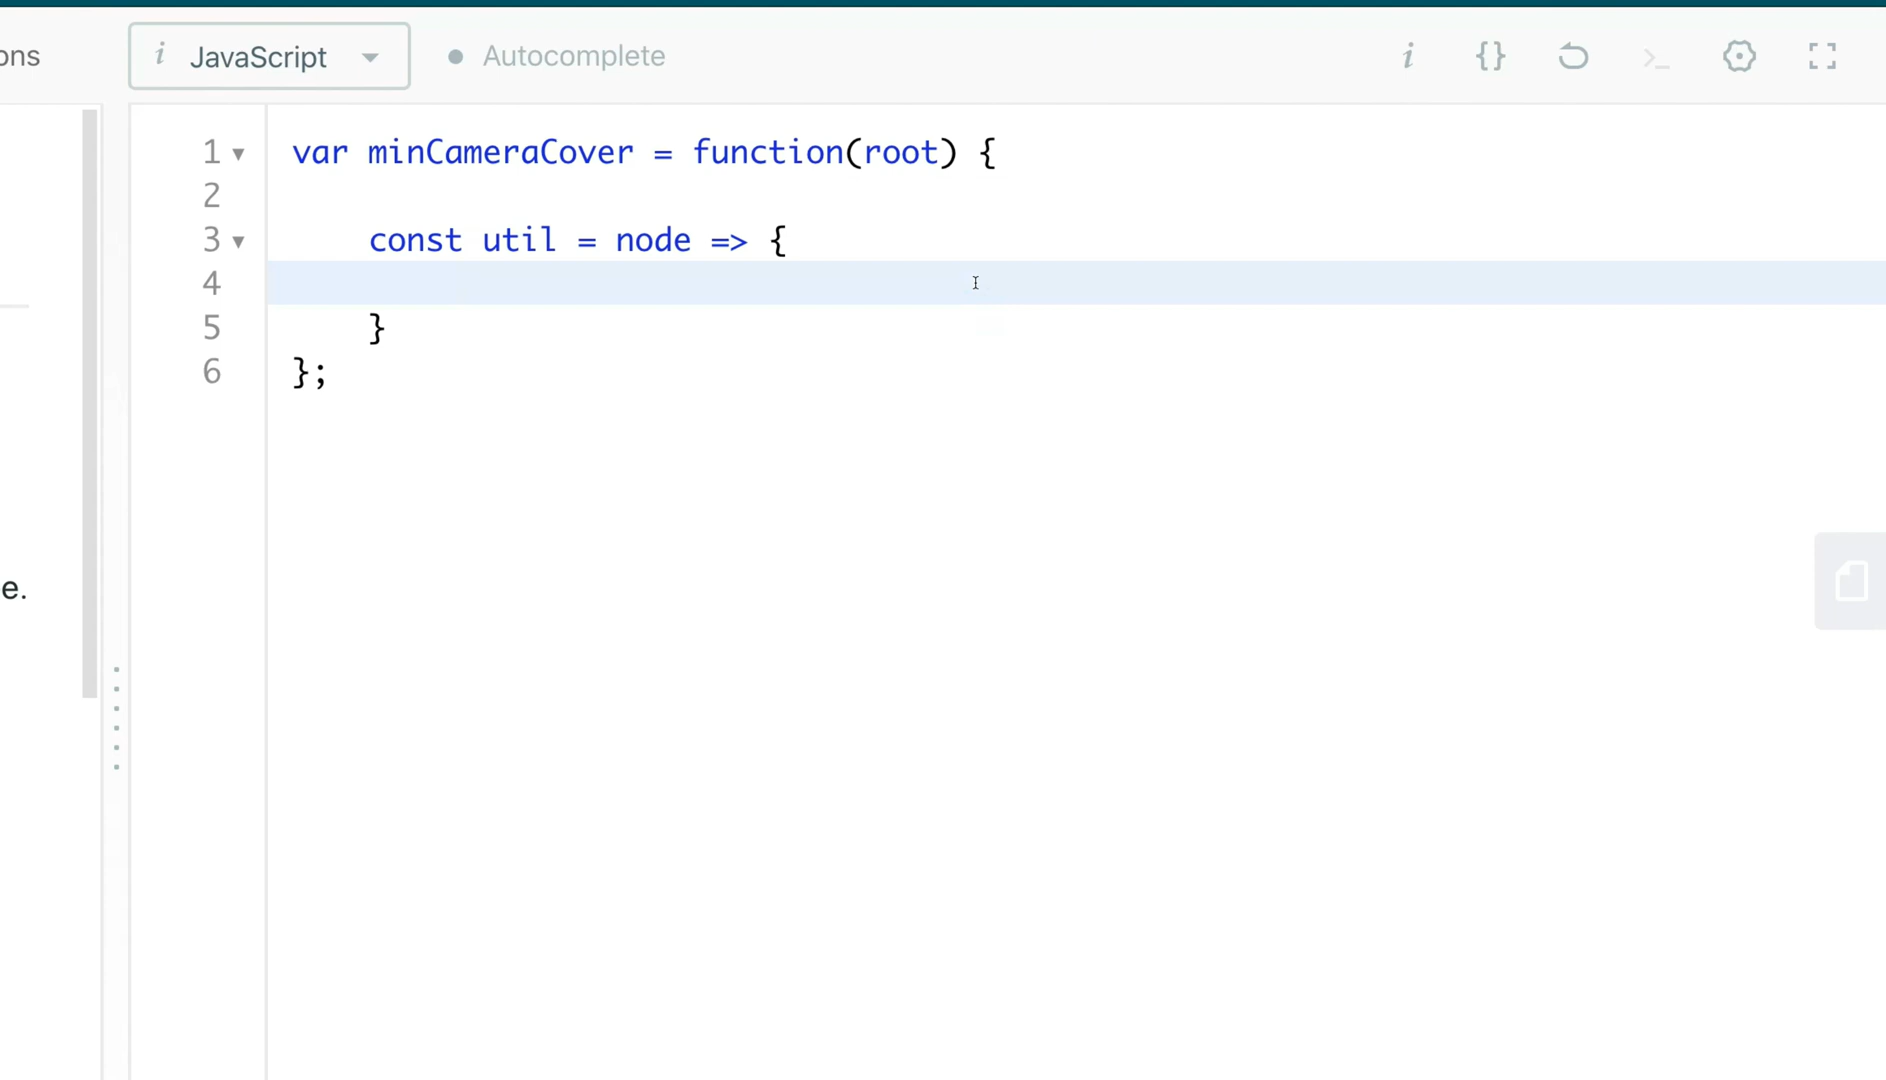 ons
i JavaScript
Autocomplete
i {} >_
1 var minCameraCover = function(root) {
2
3     const util = node => {
4
5     }
6 };
e.